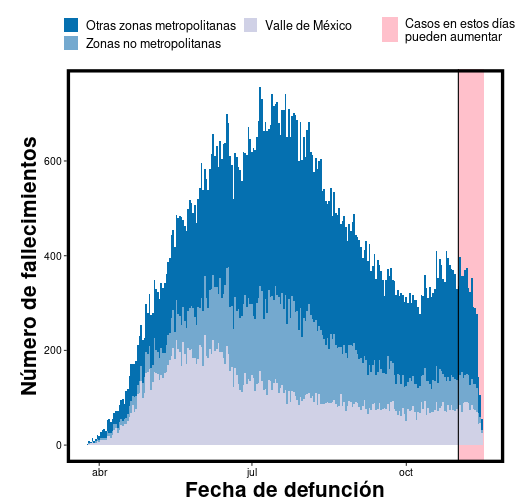 Otras zonas metropolitanas
Valle de México
Casos en estos días
pueden aumentar
Zonas no metropolitanas
Número de fallecimientos
600
400
200
0
abr
jul
oct
Fecha de defunción